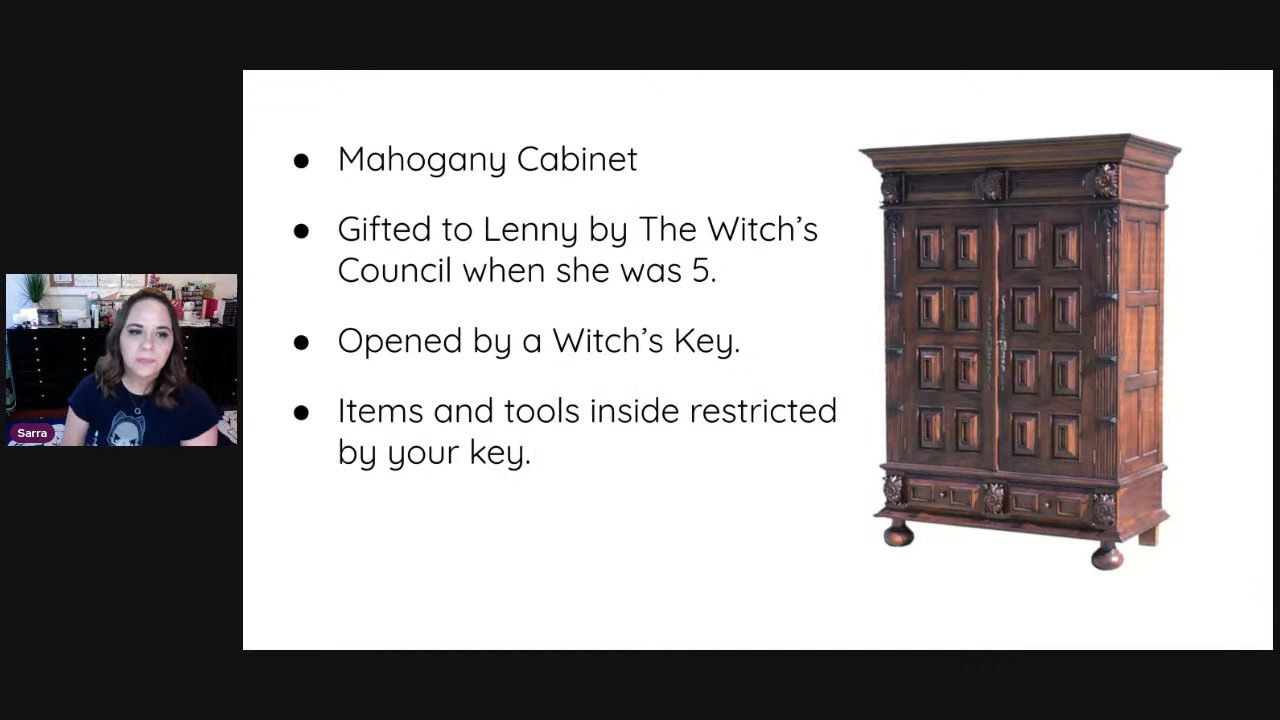 ● Mahogany Cabinet
● Gifted to Lenny by The Witch’s
Council when she was 5.
● Opened by a Witch’s Key.
● Items and tools inside restricted
by your key.
Sarra